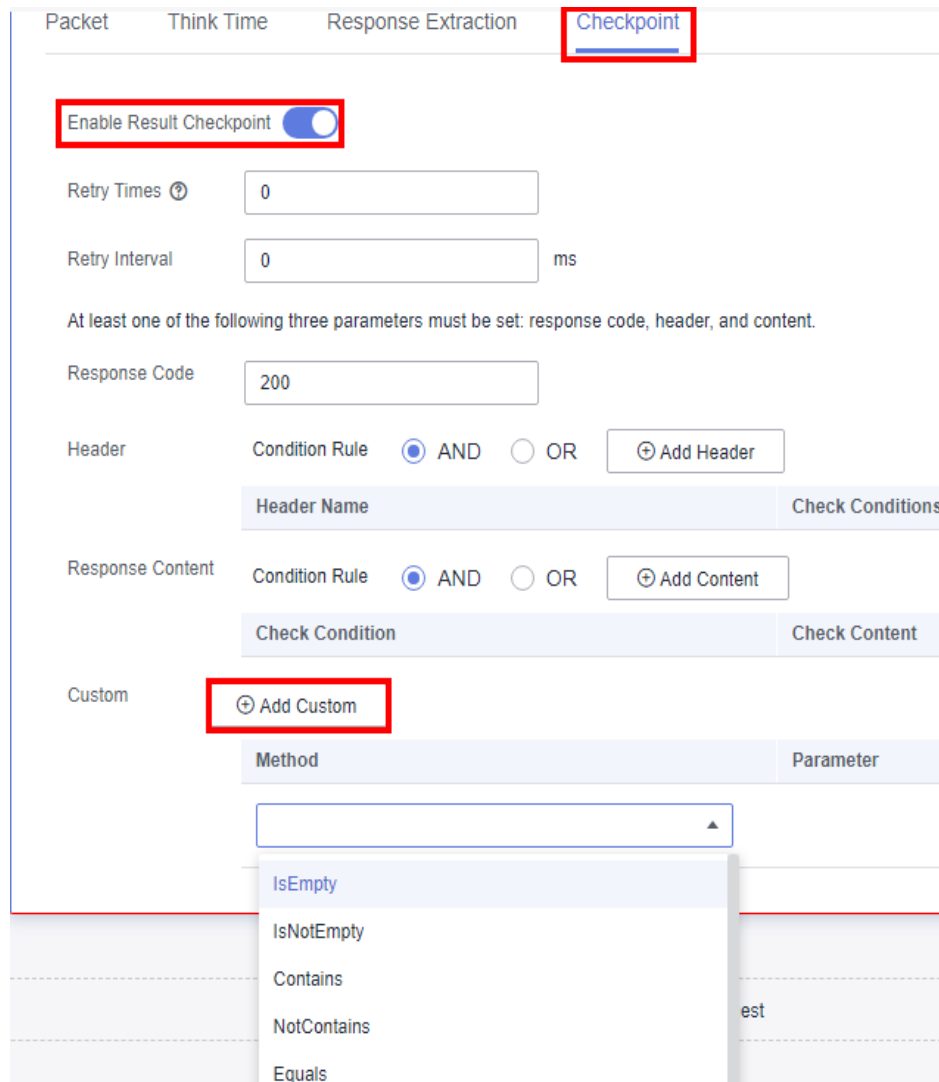 Packet Think Time Response Extraction Checkpoint
Enable Result Checkpoint
Retry Times ? 0
Retry Interval 0 ms
At least one of the following three parameters must be set: response code, header, and content.
Response Code 200
Header Condition Rule AND OR Add Header
Header Name Check Conditions
Response Content Condition Rule AND OR Add Content
Check Condition Check Content
Custom Add Custom
Method Parameter
IsEmpty
IsNotEmpty
Contains
est
NotContains
Equals